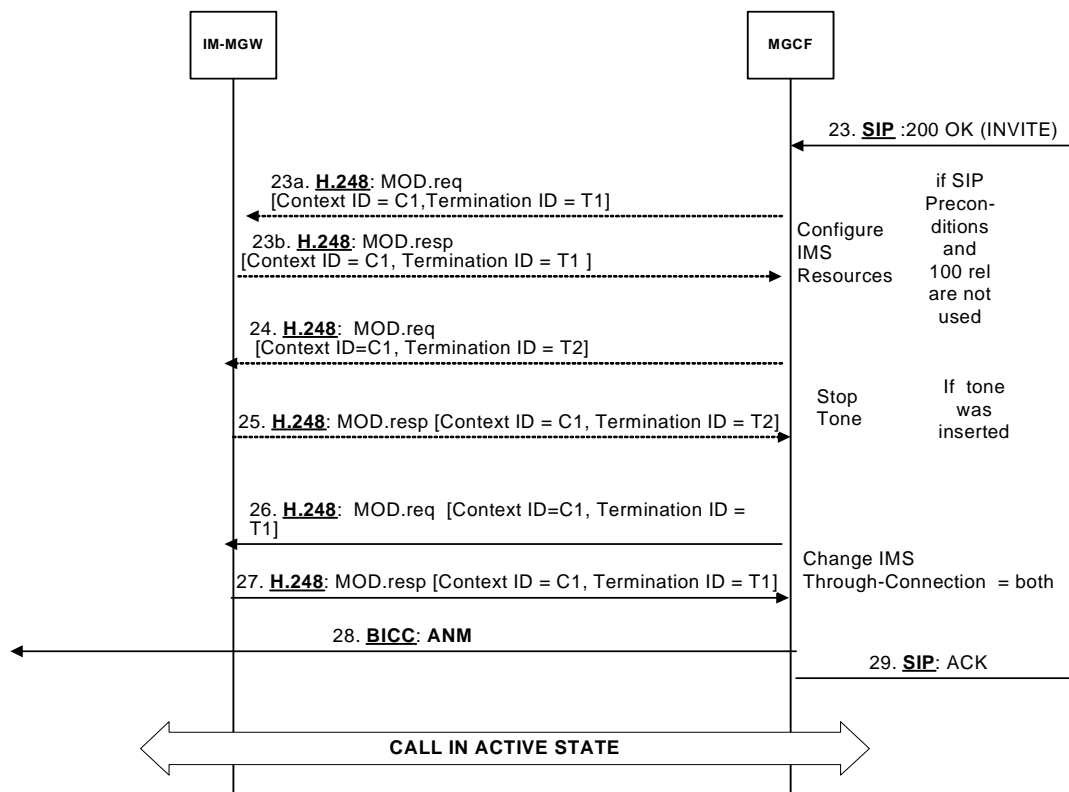 IM-MGW
MGCF
23. SIP :200 OK (INVITE)
23a. H.248: MOD.req
[Context ID = C1,Termination ID = T1]
23b. H.248: MOD.resp
[Context ID = C1, Termination ID = T1 ]
Configure
IMS
Resources
if SIP
Precon-
ditions
and
100 rel
are not
used
24. H.248:  MOD.req
[Context ID=C1, Termination ID = T2]
25. H.248: MOD.resp [Context ID = C1, Termination ID = T2]
Stop
Tone
If  tone
was
inserted
26. H.248:  MOD.req  [Context ID=C1, Termination ID =
T1]
27. H.248: MOD.resp [Context ID = C1, Termination ID = T1]
Change IMS
Through-Connection  = both
28. BICC: ANM
29. SIP: ACK
CALL IN ACTIVE STATE